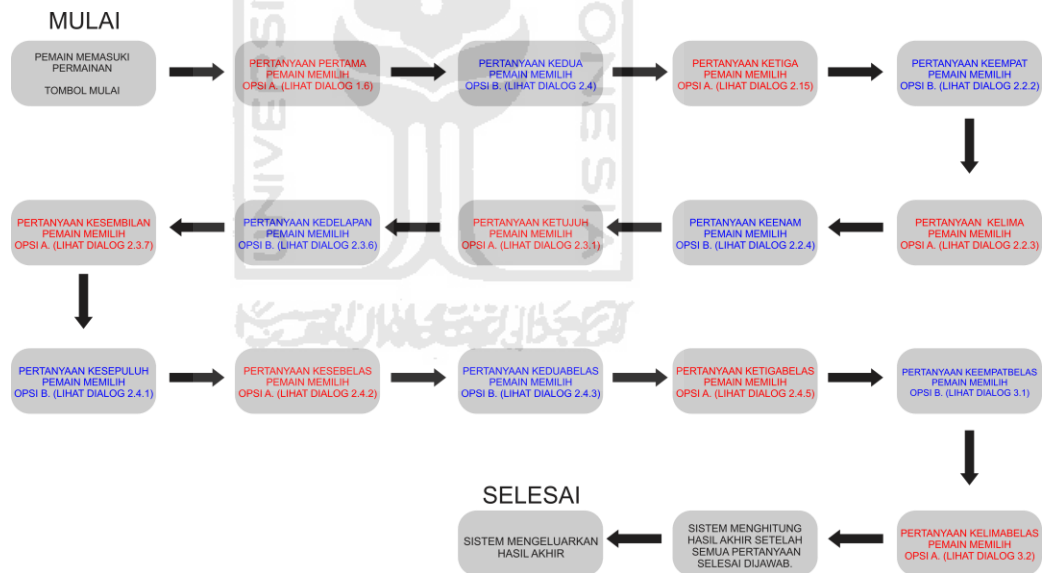 MULAI
PEMAIN MEMASUKI
PERMAINAN
TOMBOL MULAI
PERTANYAAN PERTAMA
PEMAIN MEMILIH
OPSI A. (LIHAT DIALOG 1.6)
PERTANYAAN KEDUA
PEMAIN MEMILIH
OPSI B. (LIHAT DIALOG 2.4)
PERTANYAAN KETIGA
PEMAIN MEMILIH
OPSI A. (LIHAT DIALOG 2.15)
PERTANYAAN KEEMPAT
PEMAIN MEMILIH
OPSI B. (LIHAT DIALOG 2.2.2)
PERTANYAAN KELIMA
PEMAIN MEMILIH
OPSI A. (LIHAT DIALOG 2.2.3)
PERTANYAAN KEENAM
PEMAIN MEMILIH
OPSI B. (LIHAT DIALOG 2.2.4)
PERTANYAAN KETUJUH
PEMAIN MEMILIH
OPSI A. (LIHAT DIALOG 2.3.1)
PERTANYAAN KEDELAPAN
PEMAIN MEMILIH
OPSI B. (LIHAT DIALOG 2.3.6)
PERTANYAAN KESEMBILAN
PEMAIN MEMILIH
OPSI A. (LIHAT DIALOG 2.3.7)
PERTANYAAN KESEPULUH
PEMAIN MEMILIH
OPSI B. (LIHAT DIALOG 2.4.1)
PERTANYAAN KESEBELAS
PEMAIN MEMILIH
OPSI A. (LIHAT DIALOG 2.4.2)
PERTANYAAN KEDUABELAS
PEMAIN MEMILIH
OPSI B. (LIHAT DIALOG 2.4.3)
PERTANYAAN KETIGABELAS
PEMAIN MEMILIH
OPSI A. (LIHAT DIALOG 2.4.5)
PERTANYAAN KEEMPATBELAS
PEMAIN MEMILIH
OPSI B. (LIHAT DIALOG 3.1)
PERTANYAAN KELIMABELAS
PEMAIN MEMILIH
OPSI A. (LIHAT DIALOG 3.2)
SISTEM MENGHITUNG
HASIL AKHIR SETELAH
SEMUA PERTANYAAN
SELESAI DIJAWAB.
SELESAI
SISTEM MENGELUARKAN
HASIL AKHIR